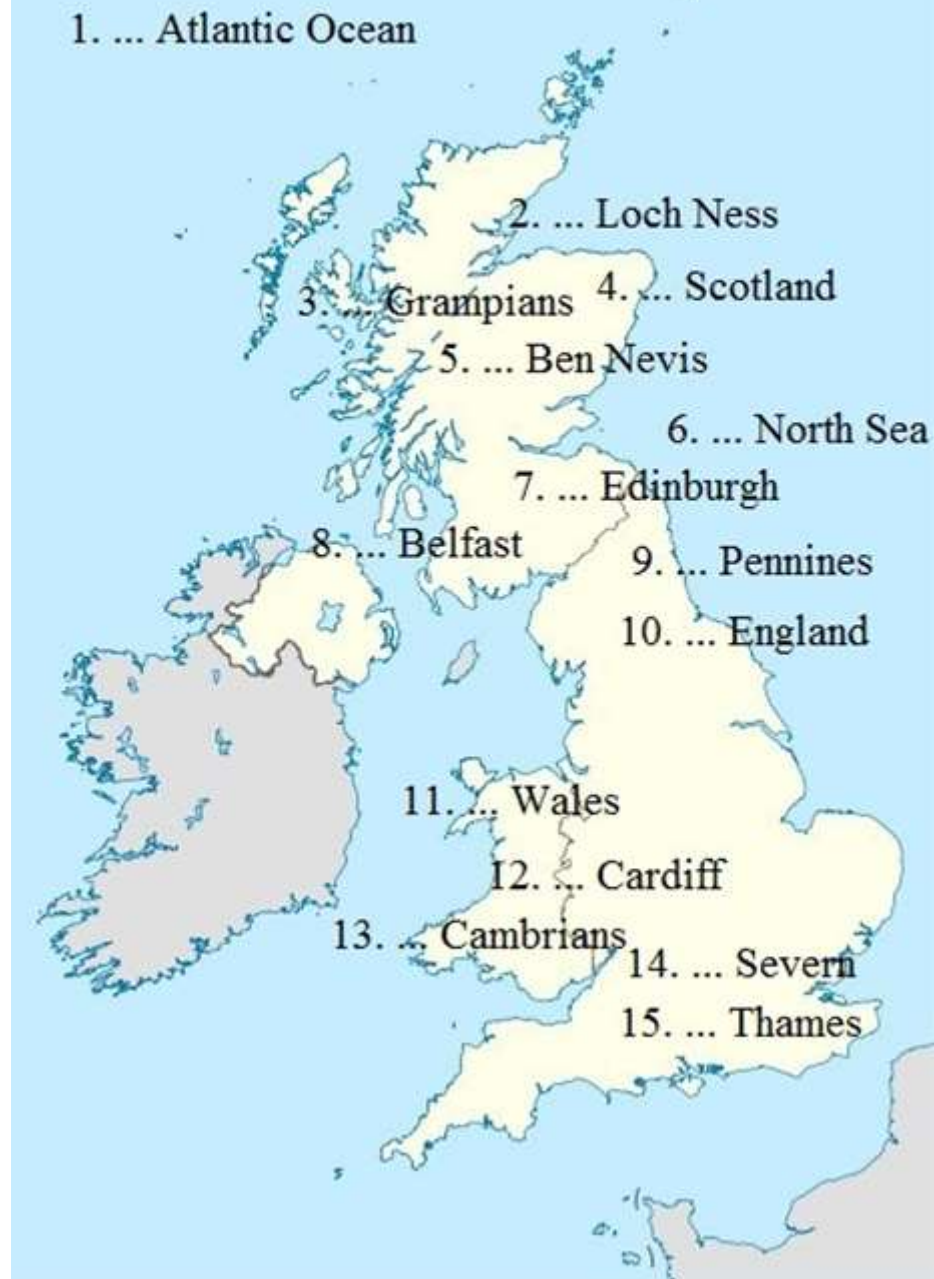 1. ... Atlantic Ocean
2. ... Loch Ness
3. ... Grampians
4. ... Scotland
5. ... Ben Nevis
6. ... North Sea
7. ... Edinburgh
8. ... Belfast
9. ... Pennines
10. ... England
11. ... Wales
12. ... Cardiff
13. ... Cambrians
14. ... Severn
15. ... Thames